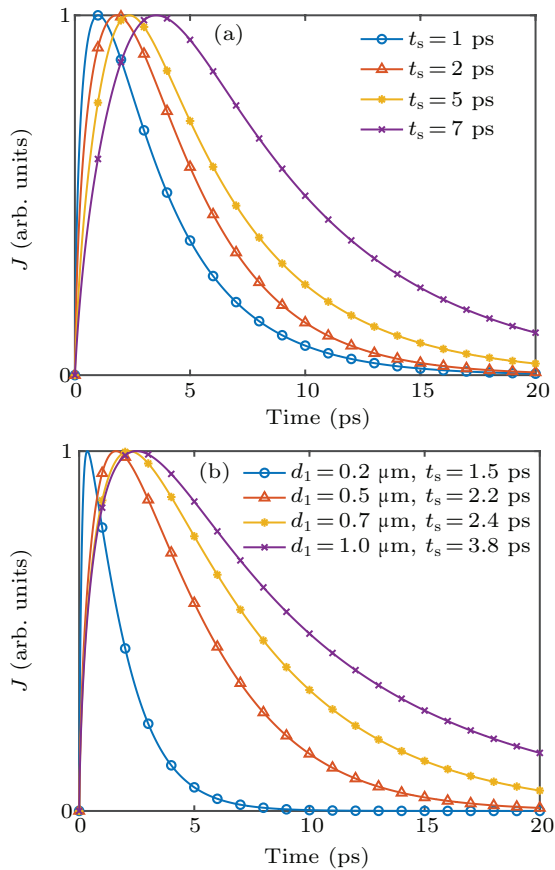 1
(a)
t_s = 1 ps
t_s = 2 ps
t_s = 5 ps
t_s = 7 ps
J (arb. units)
0
0 5 10 15 20
Time (ps)
1
(b)
d_1 = 0.2 µm, t_s = 1.5 ps
d_1 = 0.5 µm, t_s = 2.2 ps
d_1 = 0.7 µm, t_s = 2.4 ps
d_1 = 1.0 µm, t_s = 3.8 ps
J (arb. units)
0
0 5 10 15 20
Time (ps)